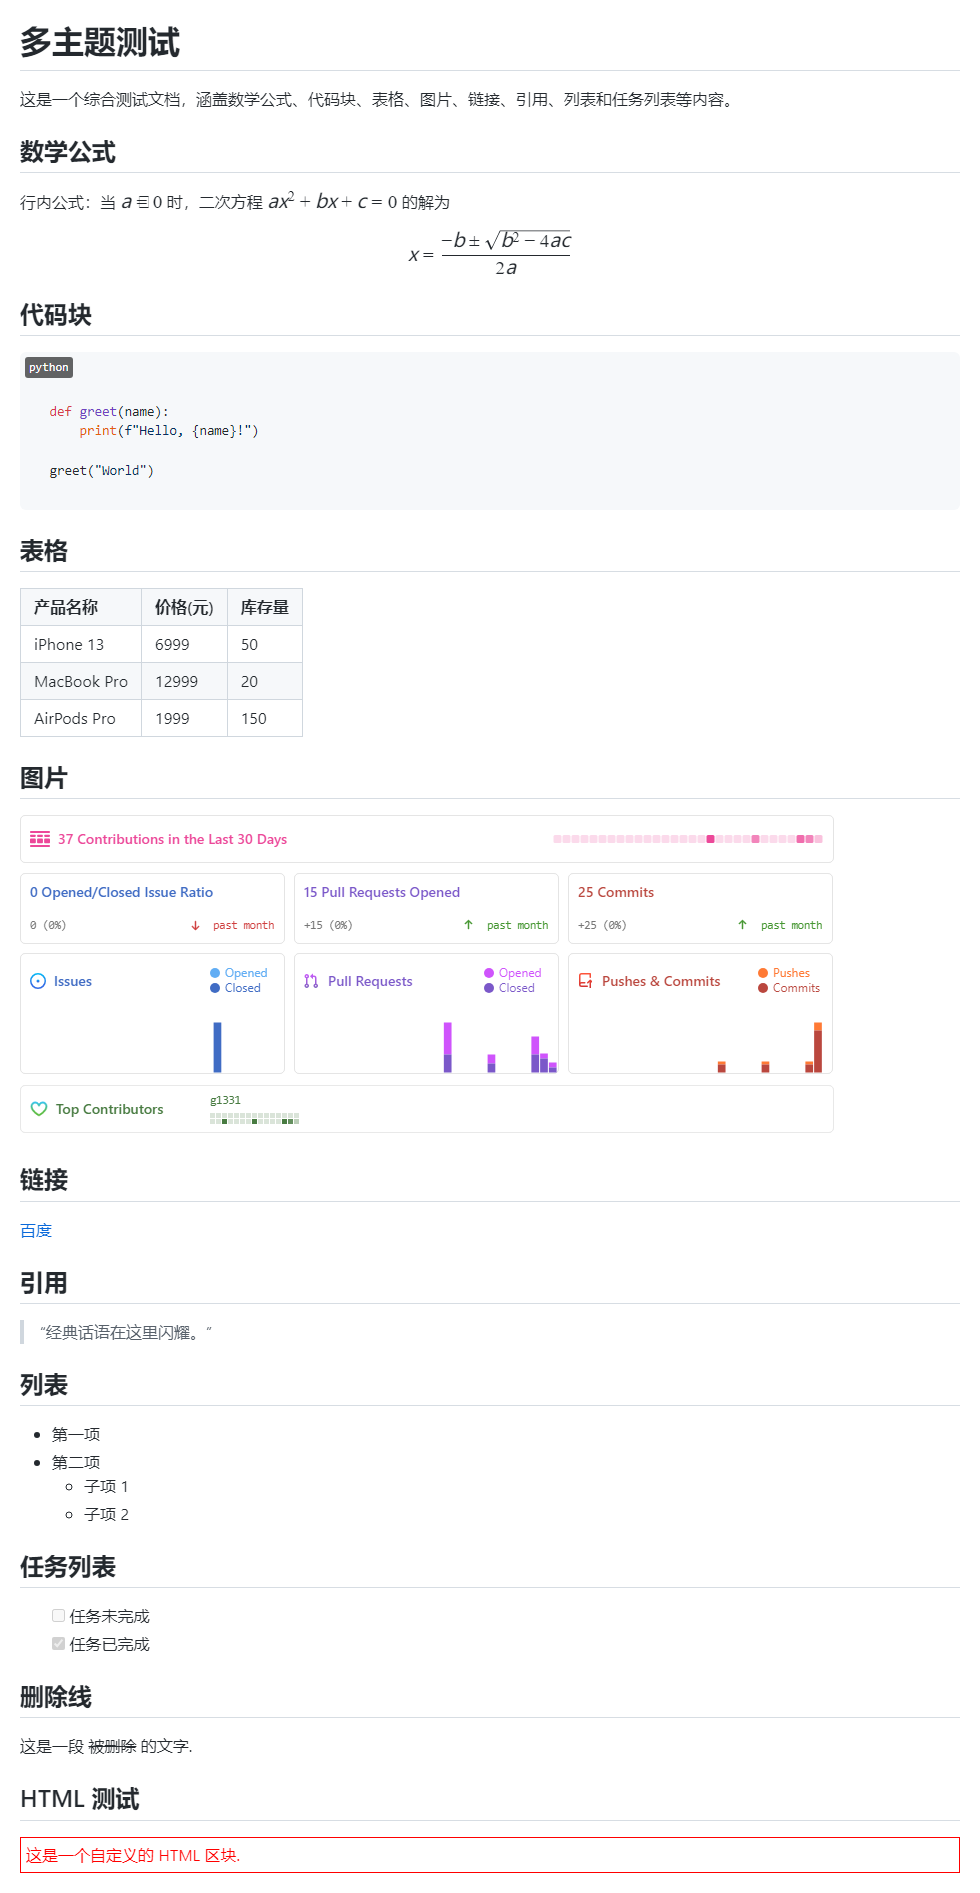 多主题测试
这是一个综合测试文档，涵盖数学公式、代码块、表格、图片、链接、引用、列表和任务列表等内容。
数学公式
行内公式：当 a ≡ 0 时，二次方程 ax² + bx + c = 0 的解为
x = (−b ± √(b² − 4ac)) / 2a
代码块
python
def greet(name):
    print(f"Hello, {name}!")
greet("World")
表格
产品名称 价格(元) 库存量
iPhone 13 6999 50
MacBook Pro 12999 20
AirPods Pro 1999 150
图片
37 Contributions in the Last 30 Days
0 Opened/Closed Issue Ratio
0 (0%) ↓ past month
15 Pull Requests Opened
+15 (0%) ↑ past month
25 Commits
+25 (0%) ↑ past month
Issues
Opened
Closed
Pull Requests
Opened
Closed
Pushes & Commits
Pushes
Commits
Top Contributors
g1331
链接
百度
引用
“经典话语在这里闪耀。”
列表
第一项
第二项
子项 1
子项 2
任务列表
任务未完成
任务已完成
删除线
这是一段 被删除 的文字.
HTML 测试
这是一个自定义的 HTML 区块.